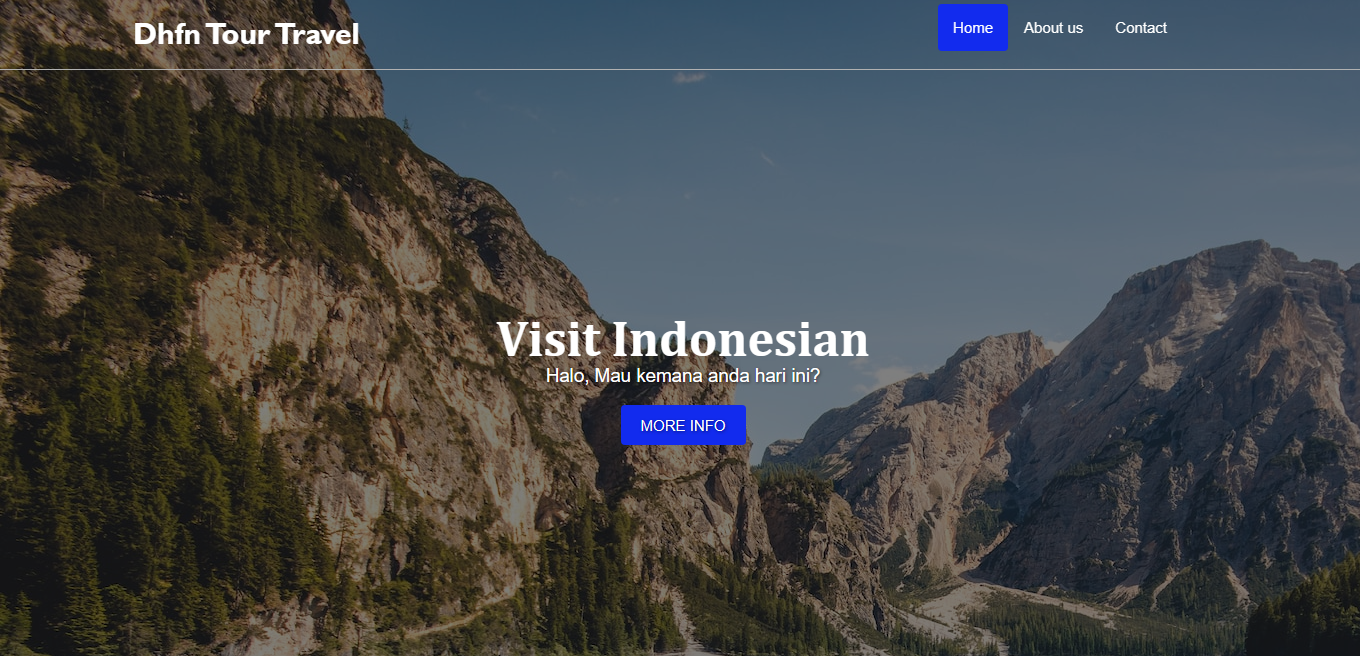 Dhfn Tour Travel
Home About us Contact
Visit Indonesian
Halo, Mau kemana anda hari ini?
MORE INFO